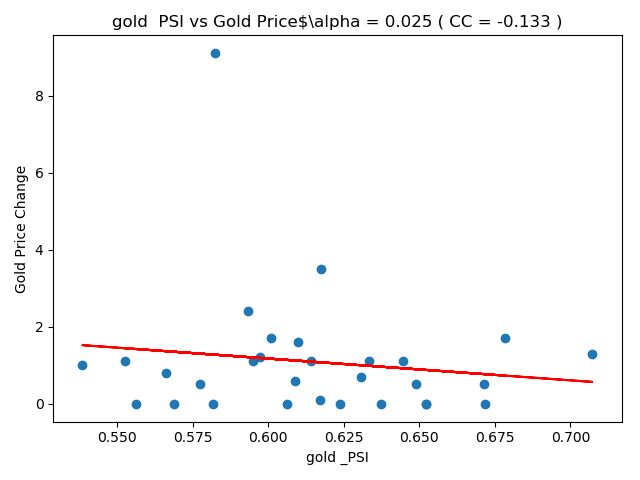 gold  PSI vs Gold Price$\alpha = 0.025 ( CC = -0.133 )
Gold Price Change
8
6
4
2
0
0.550 0.575 0.600 0.625 0.650 0.675 0.700
gold _PSI